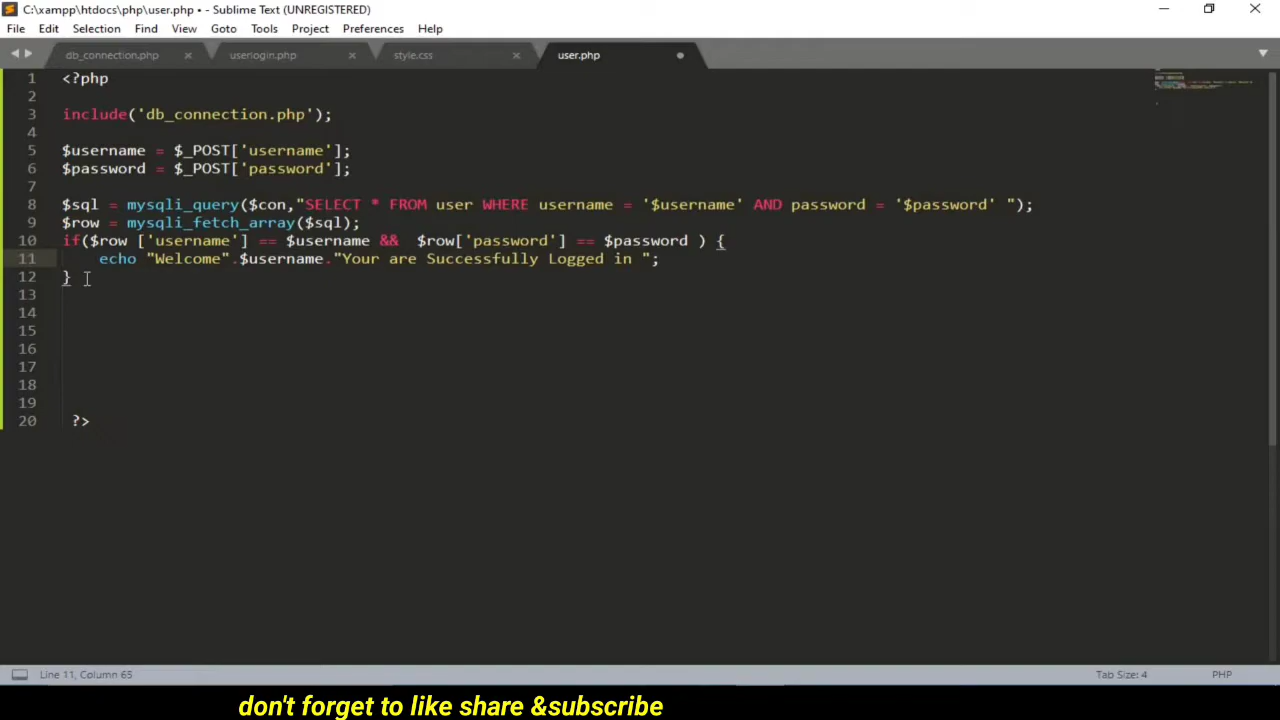 C:\xampp\htdocs\php\user.php • - Sublime Text (UNREGISTERED)
File Edit Selection Find View Goto Tools Project Preferences Help
db_connection.php × userlogin.php × style.css × user.php
1 <?php
2
3 include('db_connection.php');
4
5 $username = $_POST['username'];
6 $password = $_POST['password'];
7
8 $sql = mysqli_query($con,"SELECT * FROM user WHERE username = '$username' AND password = '$password' ");
9 $row = mysqli_fetch_array($sql);
10 if($row ['username'] == $username &&  $row['password'] == $password ) {
11     echo "Welcome".$username."Your are Successfully Logged in ";
12 }
13
14
15
16
17
18
19
20  ?>
Line 11, Column 65 Tab Size: 4 PHP
don't forget to like share &subscribe